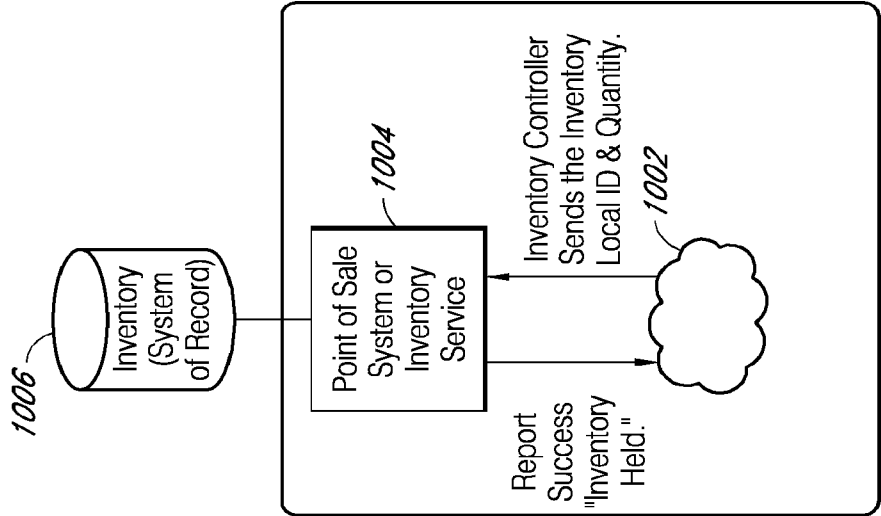 1006
Inventory
(System
of Record)
1004
Point of Sale
System or
Inventory
Service
Inventory Controller
Sends the Inventory
Local ID & Quantity.
1002
Report
Success
"Inventory
Held."